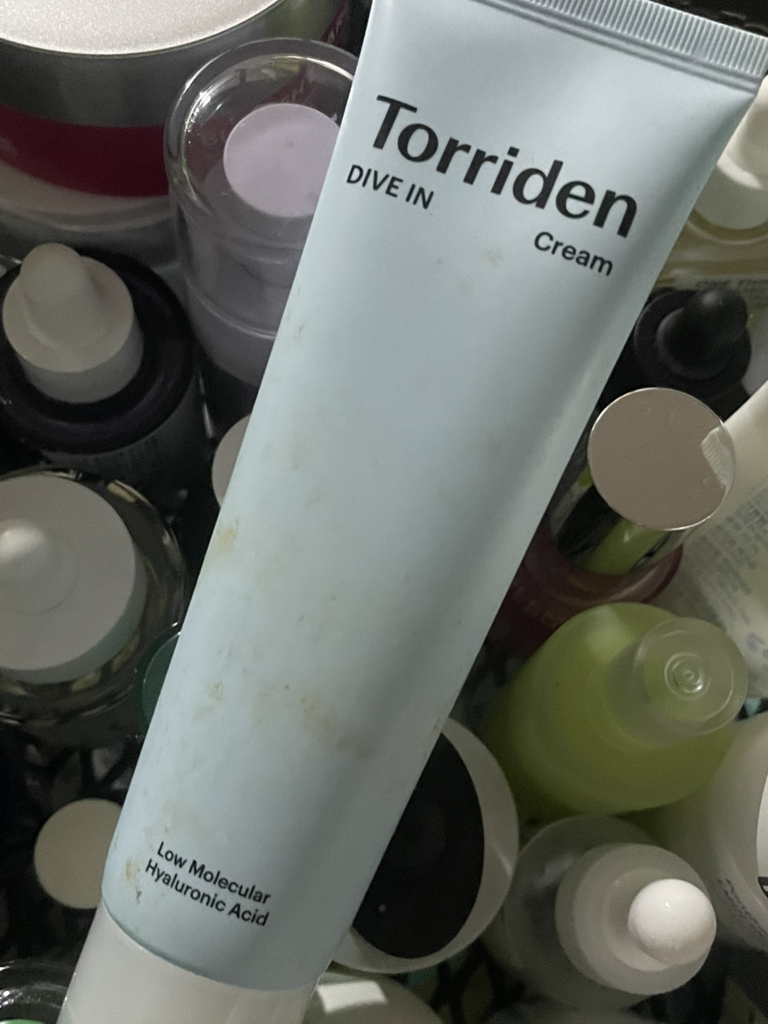 Torriden
DIVE IN
Cream
Low Molecular
Hyaluronic Acid